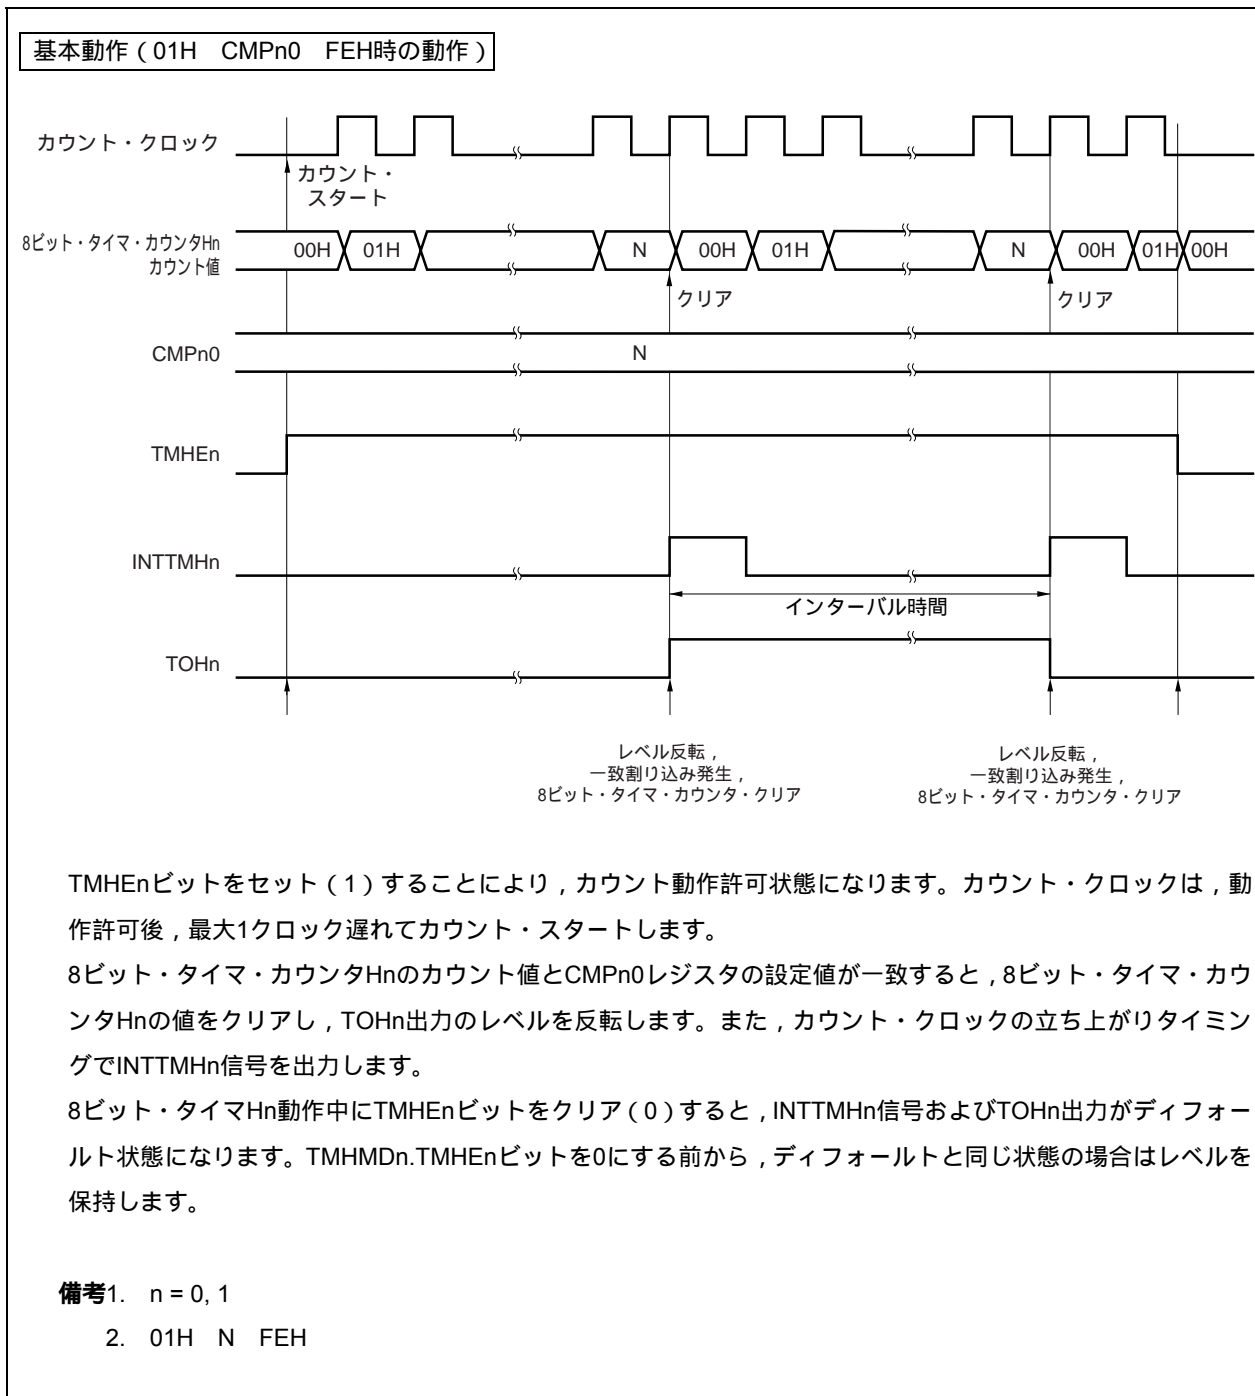 基本動作（01H　CMPn0　FEH時の動作）
カウント・クロック
カウント・
スタート
8ビット・タイマ・カウンタHn
カウント値
00H 01H N 00H 01H N 00H 01H 00H
クリア クリア
CMPn0 N
TMHEn
INTTMHn
インターバル時間
TOHn
レベル反転，
一致割り込み発生，
8ビット・タイマ・カウンタ・クリア
レベル反転，
一致割り込み発生，
8ビット・タイマ・カウンタ・クリア
TMHEnビットをセット（1）することにより，カウント動作許可状態になります。カウント・クロックは，動
作許可後，最大1クロック遅れてカウント・スタートします。
8ビット・タイマ・カウンタHnのカウント値とCMPn0レジスタの設定値が一致すると，8ビット・タイマ・カウ
ンタHnの値をクリアし，TOHn出力のレベルを反転します。また，カウント・クロックの立ち上がりタイミン
グでINTTMHn信号を出力します。
8ビット・タイマHn動作中にTMHEnビットをクリア（0）すると，INTTMHn信号およびTOHn出力がディフォー
ルト状態になります。TMHMDn.TMHEnビットを0にする前から，ディフォールトと同じ状態の場合はレベルを
保持します。
備考1.　n = 0, 1
2.　01H　N　FEH